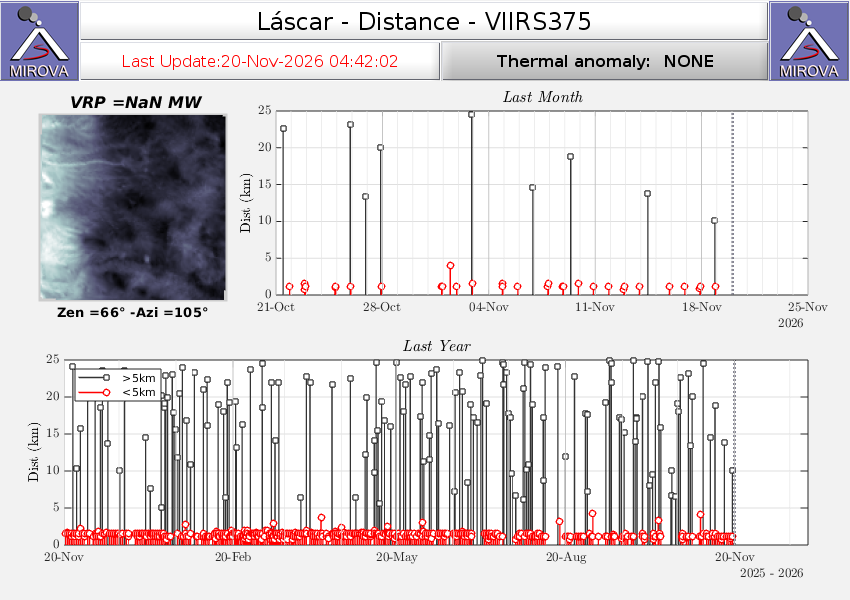 Láscar - Distance - VIIRS375
MIROVA
Last Update:20-Nov-2026 04:42:02
Thermal anomaly: NONE
MIROVA
VRP =NaN MW
Zen =66° -Azi =105°
Last Month
Dist (km)
25
20
15
10
5
0
21-Oct 28-Oct 04-Nov 11-Nov 18-Nov 25-Nov
2026
Last Year
Dist (km)
25
20
15
10
5
0
>5km
<5km
20-Nov 20-Feb 20-May 20-Aug 20-Nov
2025 - 2026